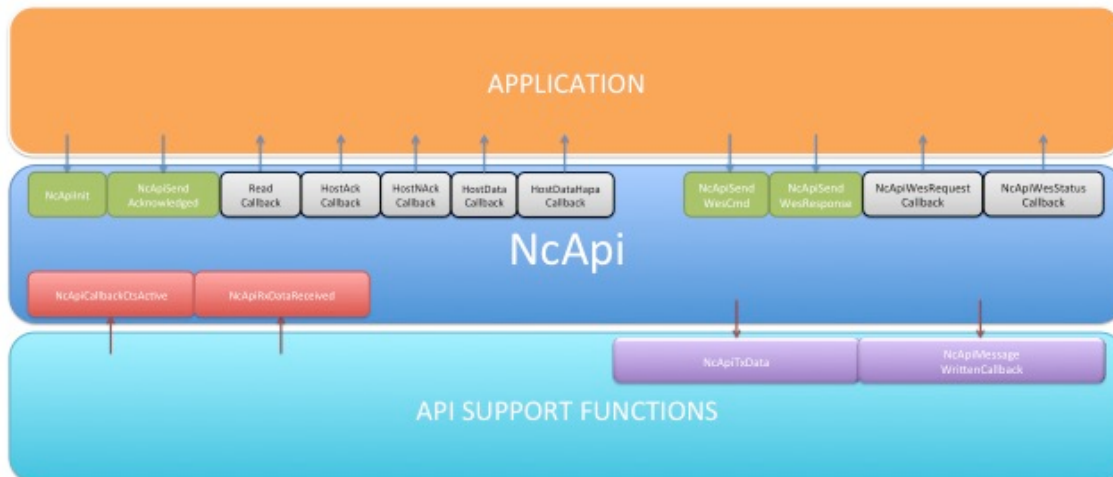 APPLICATION
NcApiInit
NcApiSend
Acknowledged
Read
Callback
HostAck
Callback
HostNAck
Callback
HostData
Callback
HostDataHapa
Callback
NcApiSend
WesCmd
NcApiSend
WesResponse
NcApiWesRequest
Callback
NcApiWesStatus
Callback
NcApi
NcApiCallbackCtsActive
NcApiRxDataReceived
NcApiTxData
NcApiMessage
WrittenCallback
API SUPPORT FUNCTIONS